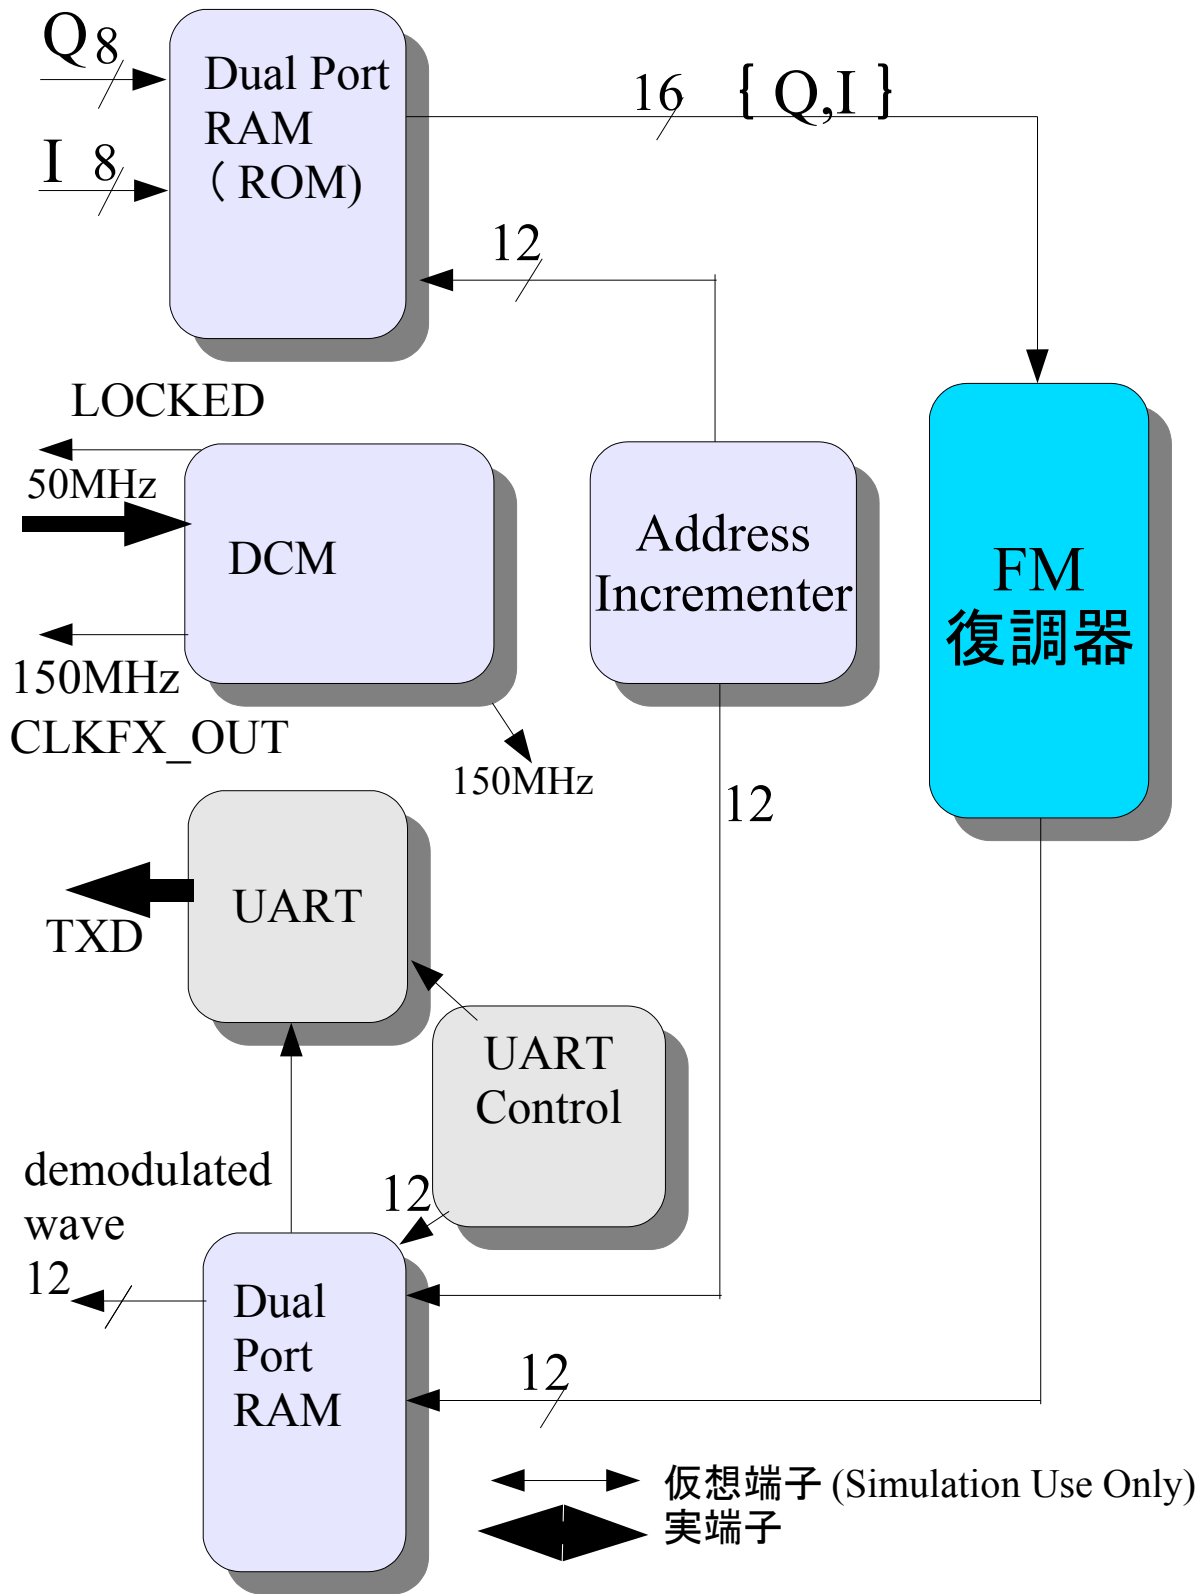 Q 8
I 8
Dual Port
RAM
( ROM)
16 { Q,I }
12
LOCKED
50MHz
DCM
150MHz
CLKFX_OUT
150MHz
Address
Incrementer
FM
復調器
12
UART
TXD
UART
Control
12
demodulated
wave
12
Dual
Port
RAM
12
仮想端子 (Simulation Use Only)
実端子